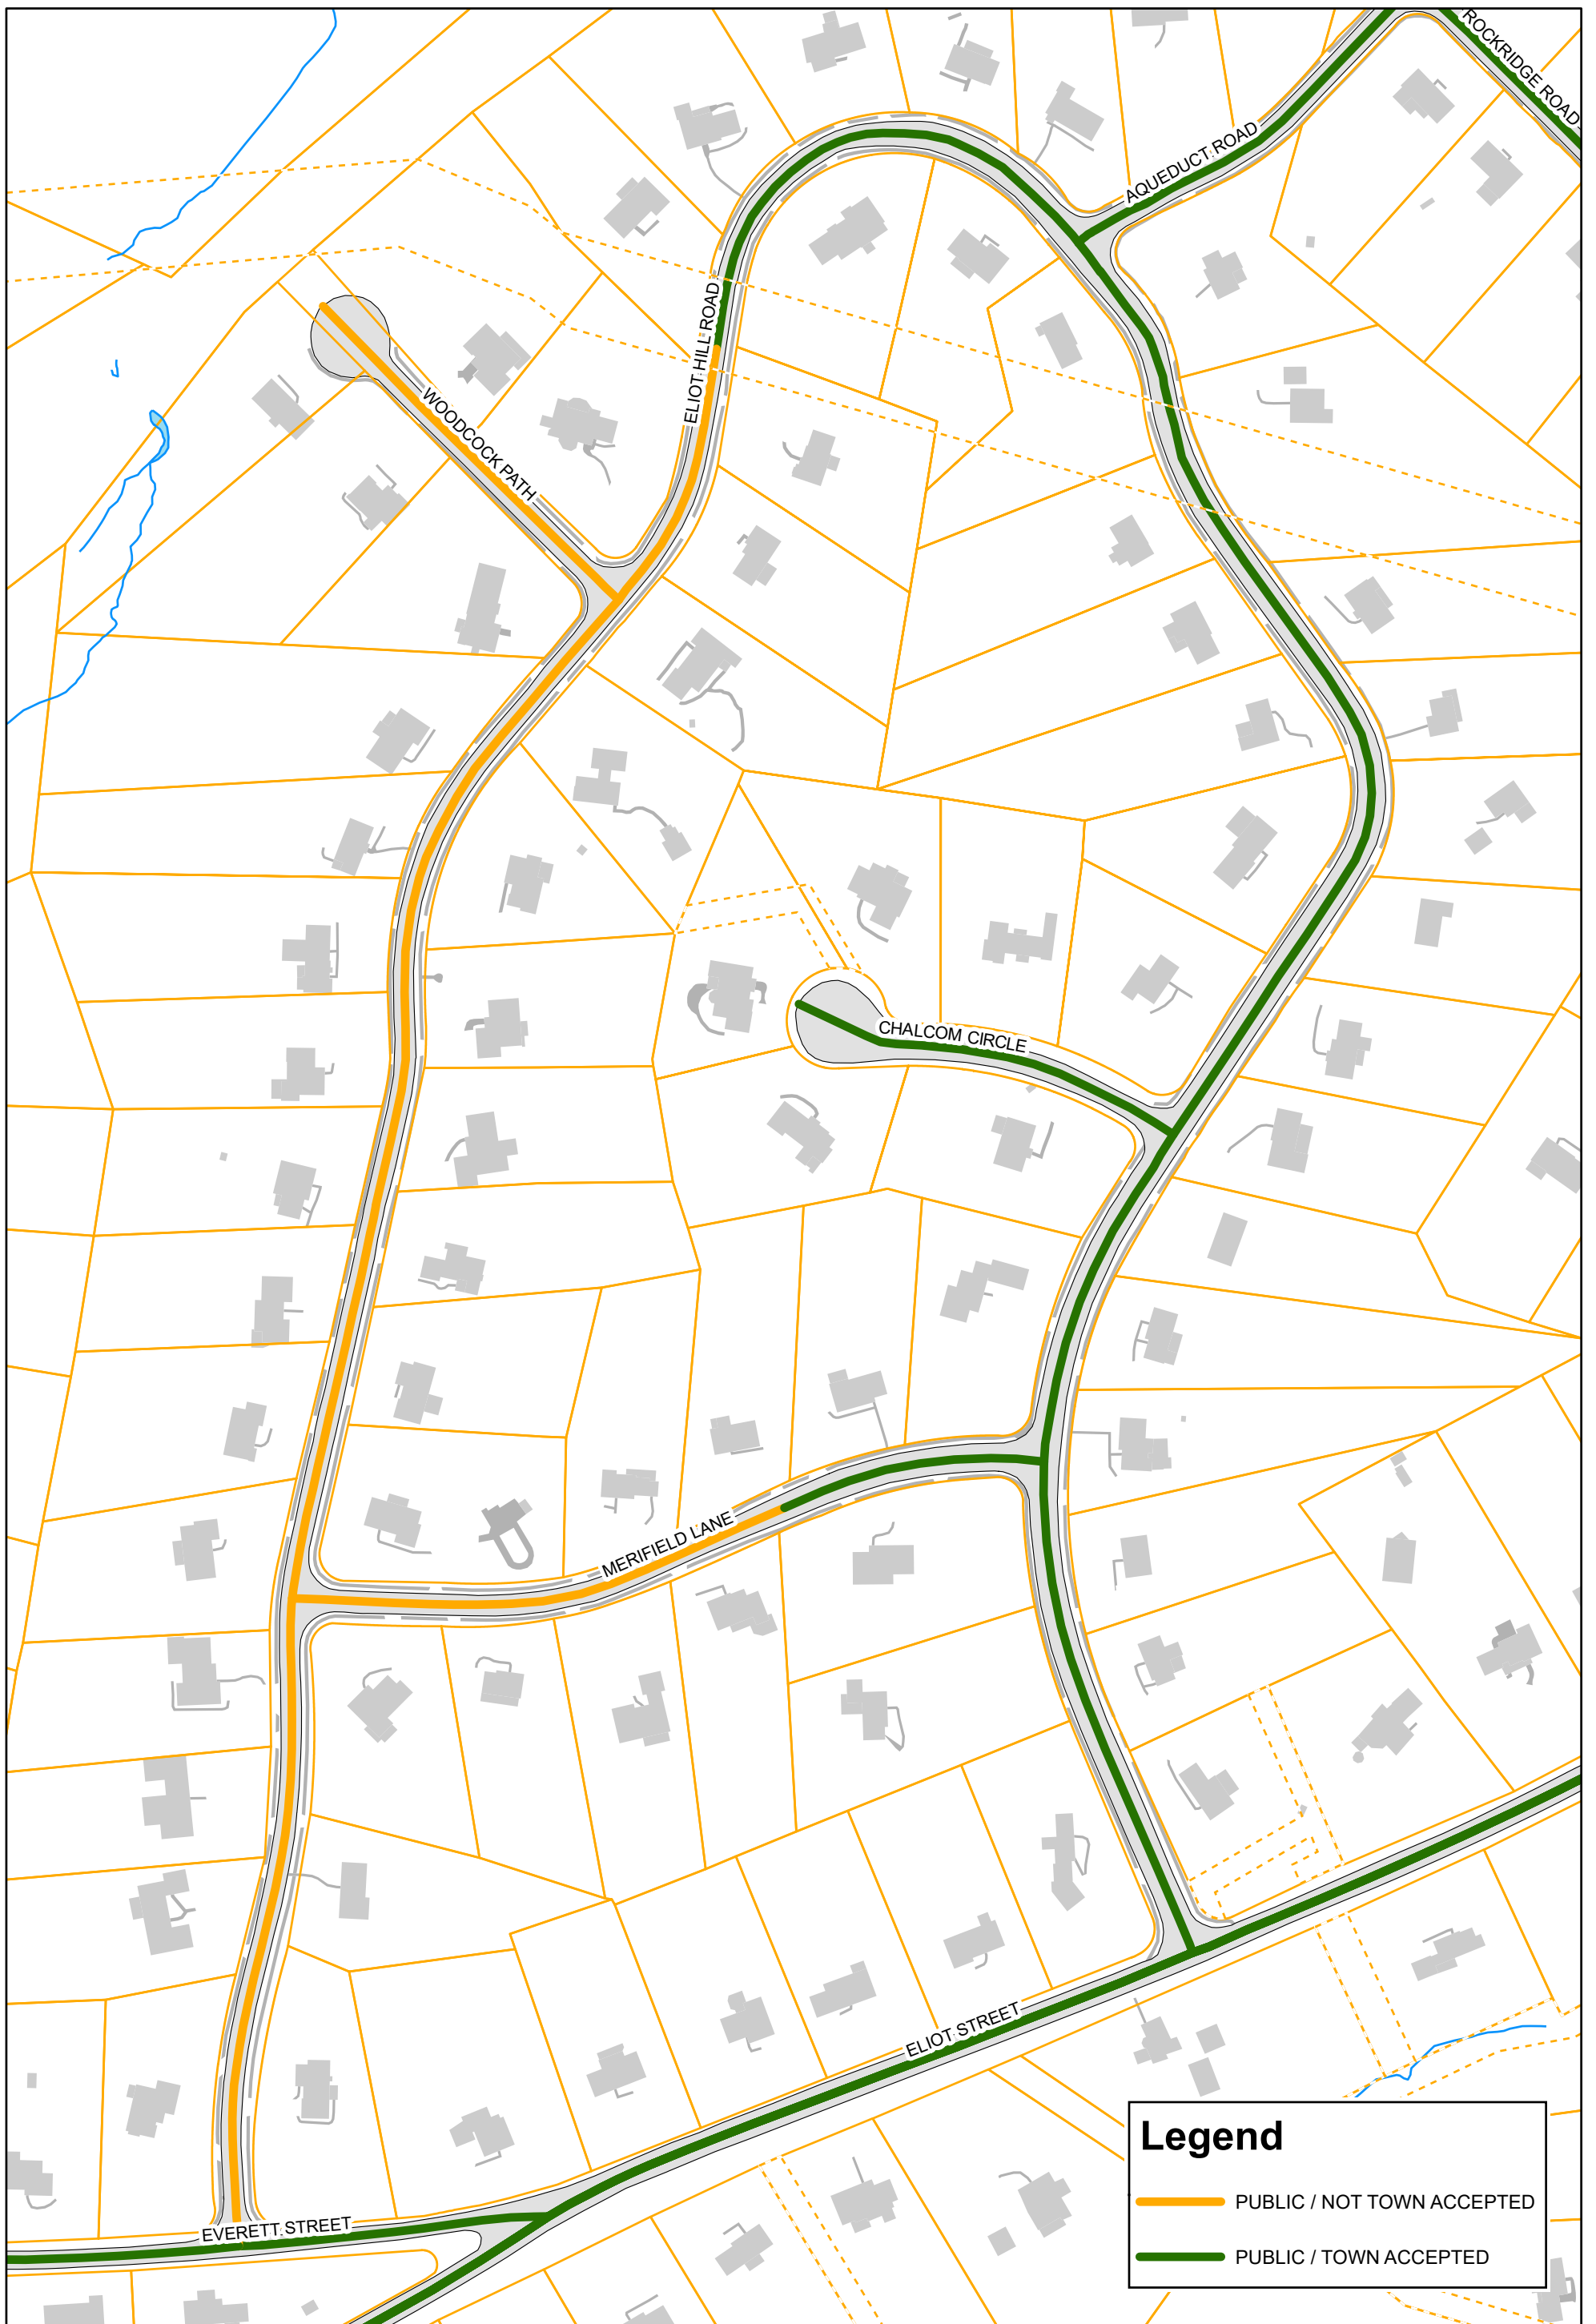 ROCKRIDGE ROAD
AQUEDUCT ROAD
ELIOT HILL ROAD
WOODCOCK PATH
CHALCOM CIRCLE
MERIFIELD LANE
ELIOT STREET
EVERETT STREET
Legend
PUBLIC / NOT TOWN ACCEPTED
PUBLIC / TOWN ACCEPTED